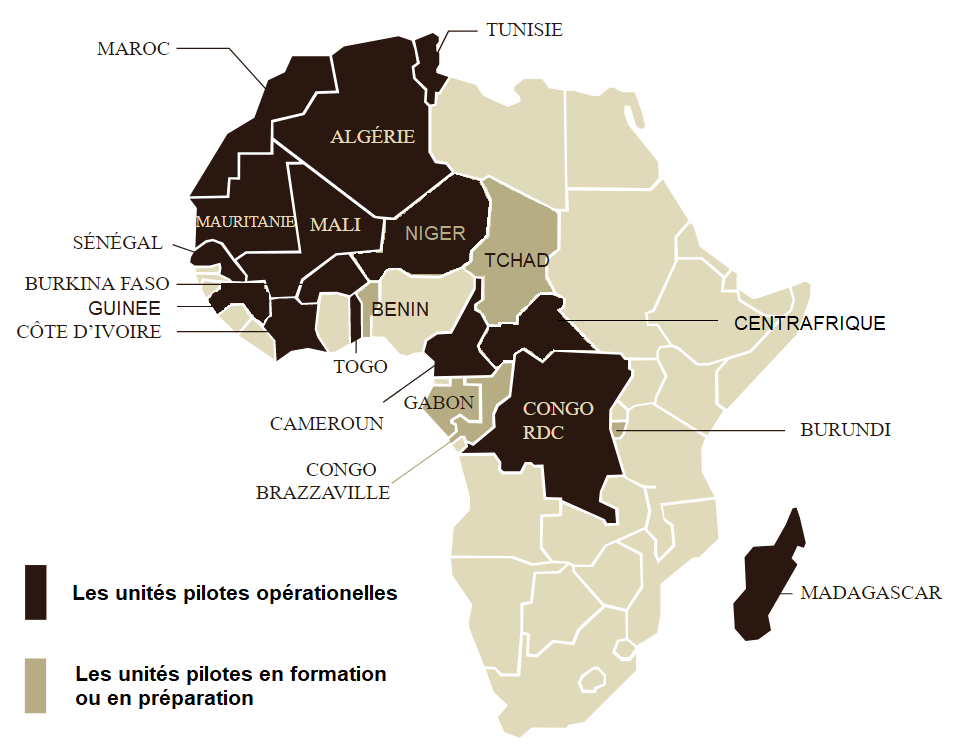 TUNISIE
MAROC
ALGÉRIE
MAURITANIE
MALI
NIGER
SÉNÉGAL
TCHAD
BURKINA FASO
GUINEE
BENIN
CÔTE D’IVOIRE
CENTRAFRIQUE
TOGO
GABON
CAMEROUN
CONGO
RDC
BURUNDI
CONGO
BRAZZAVILLE
Les unités pilotes opérationelles
MADAGASCAR
Les unités pilotes en formation
ou en préparation